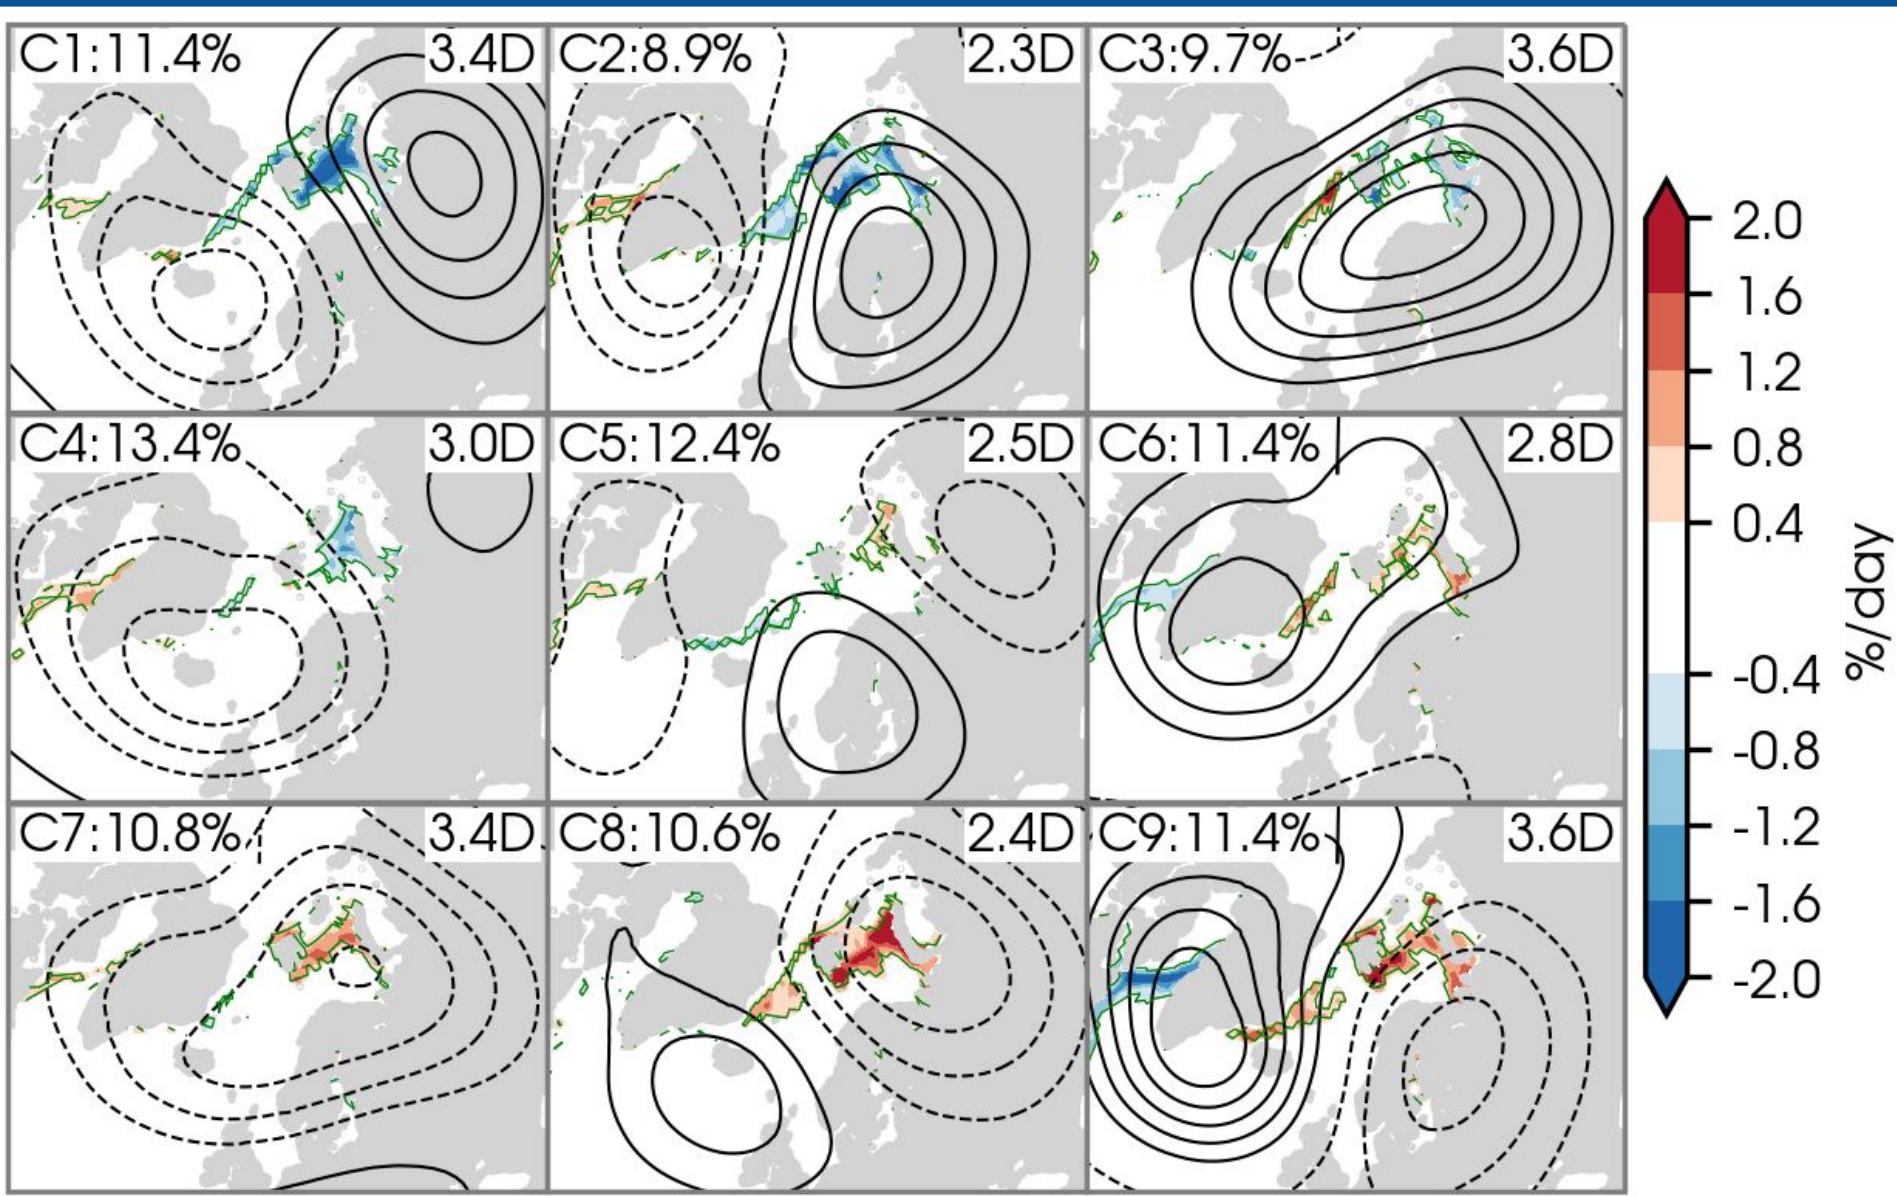 C1:11.4% 3.4D
C2:8.9% 2.3D
C3:9.7% 3.6D
C4:13.4% 3.0D
C5:12.4% 2.5D
C6:11.4% 2.8D
C7:10.8% 3.4D
C8:10.6% 2.4D
C9:11.4% 3.6D
2.0
1.6
1.2
0.8
0.4
-0.4
-0.8
-1.2
-1.6
-2.0
%/day